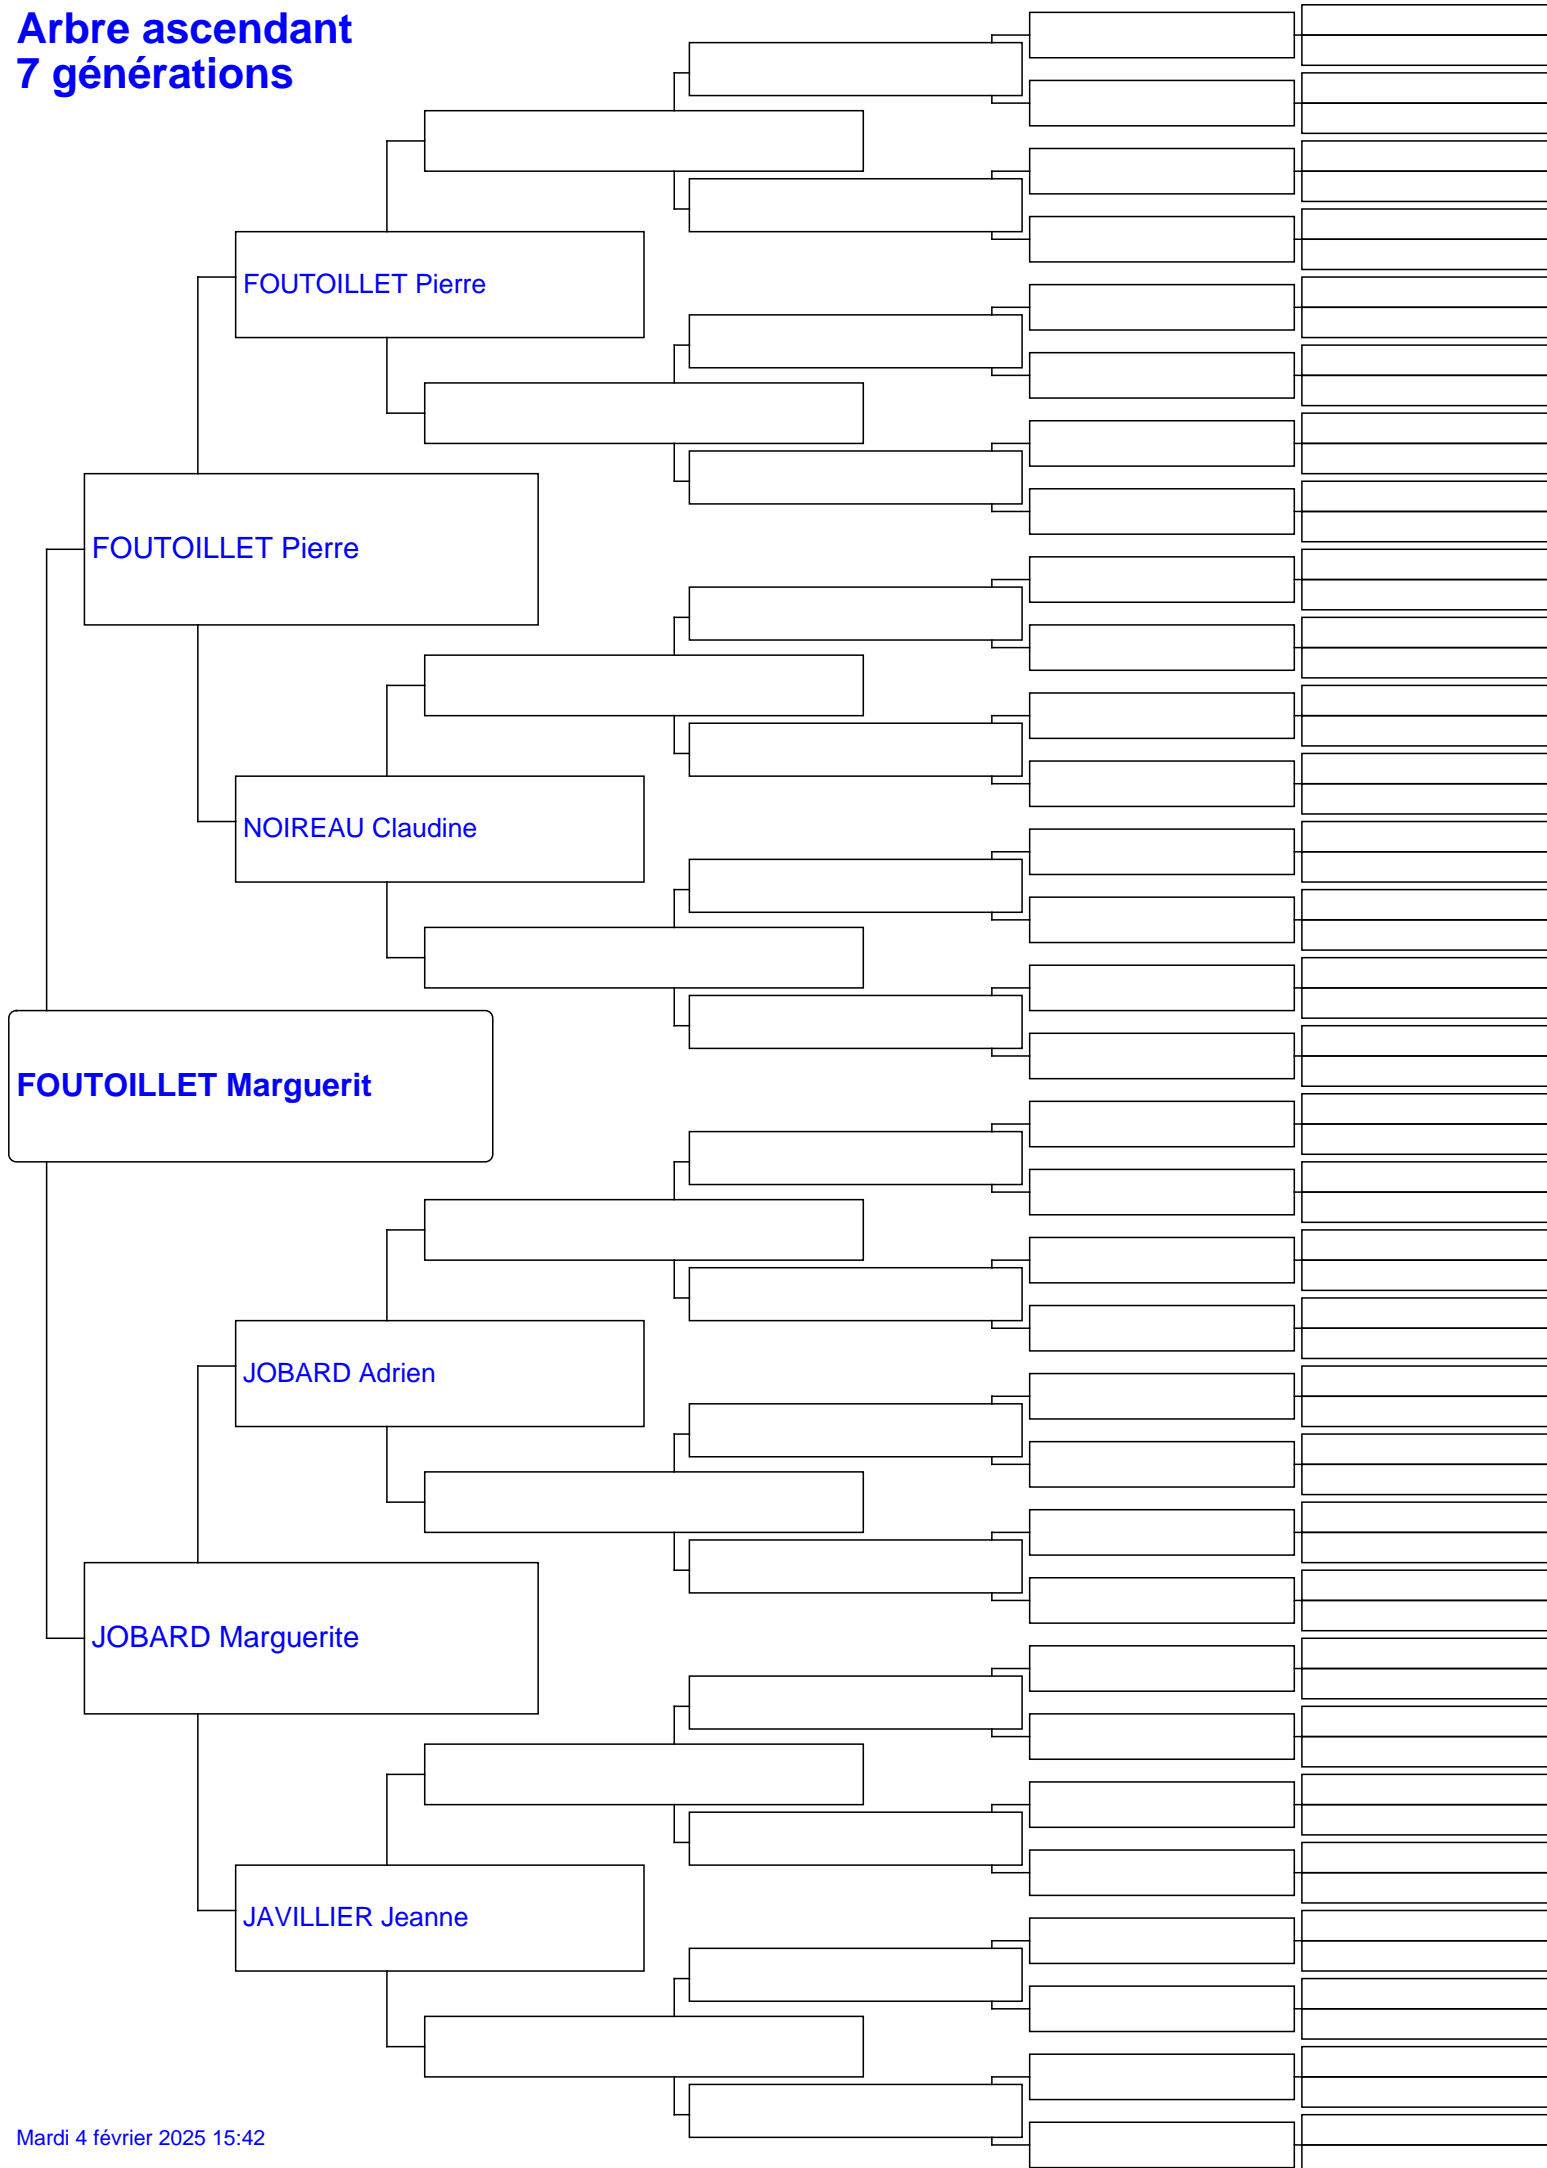 Arbre ascendant
7 générations
FOUTOILLET Pierre
FOUTOILLET Pierre
NOIREAU Claudine
FOUTOILLET Marguerit
JOBARD Adrien
JOBARD Marguerite
JAVILLIER Jeanne
Mardi 4 février 2025 15:42